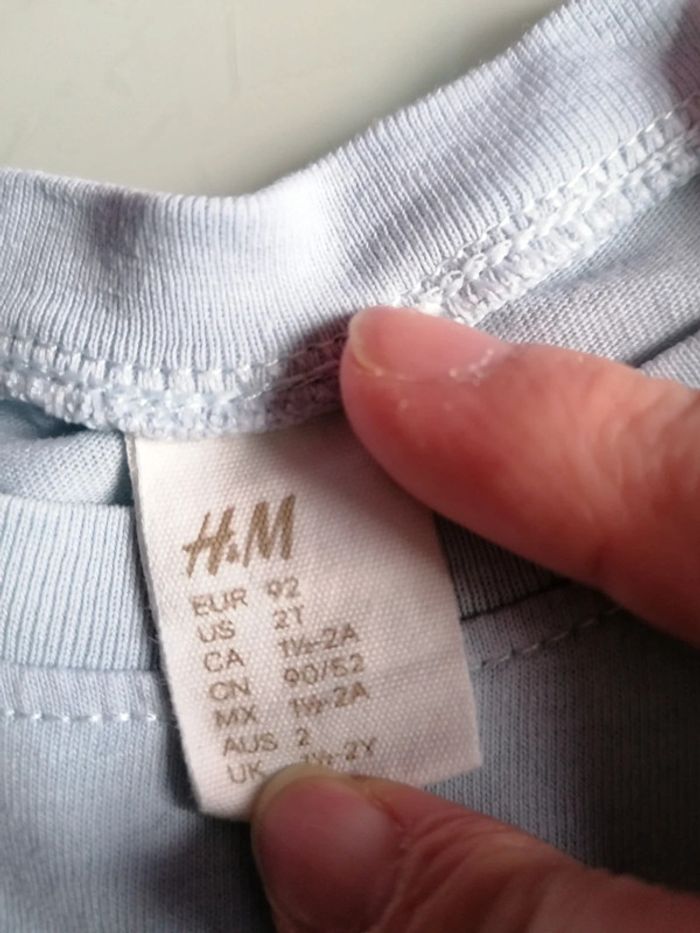 H&M
EUR 92
US 2T
CA 1½-2A
CN 90/52
MX 1½-2A
AUS 2
UK 1½-2Y